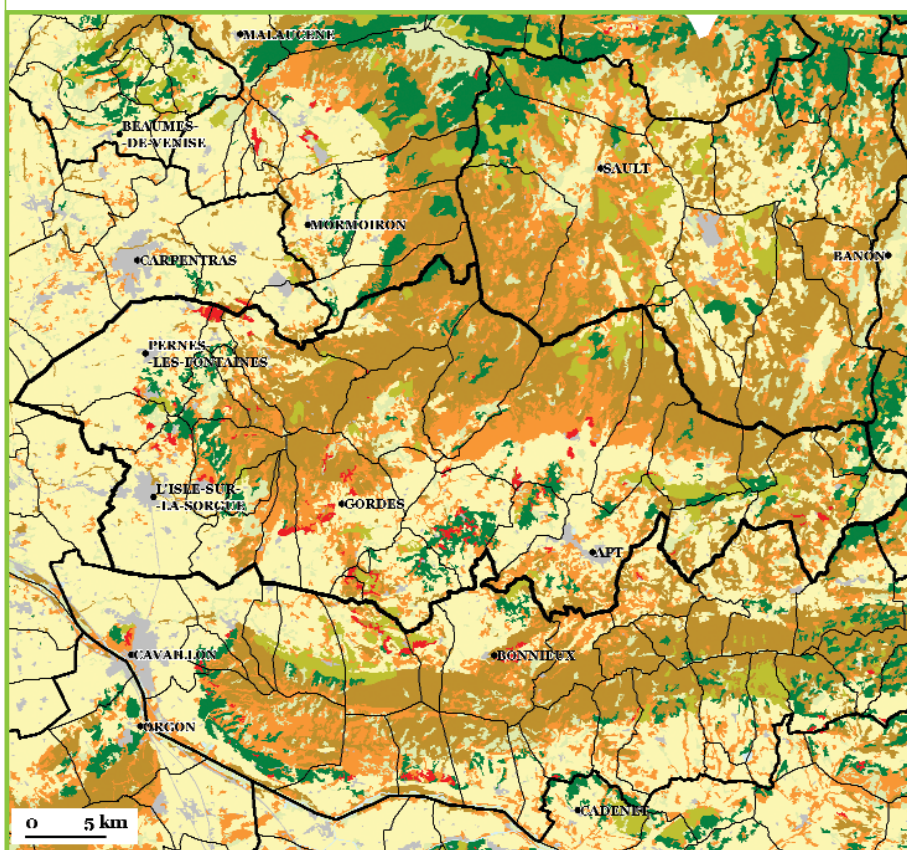 MALAUCENE
BEAUMES-
-DE-VENISE
SAULT
MORMOIRON
CARPENTRAS
BANON
PERNES
-LES-FONTAINES
L'ISLE-SUR-
-LA-SORGUE
GORDES
APT
CAVAILLON
BONNIEUX
ORGON
CADENET
0 5 km